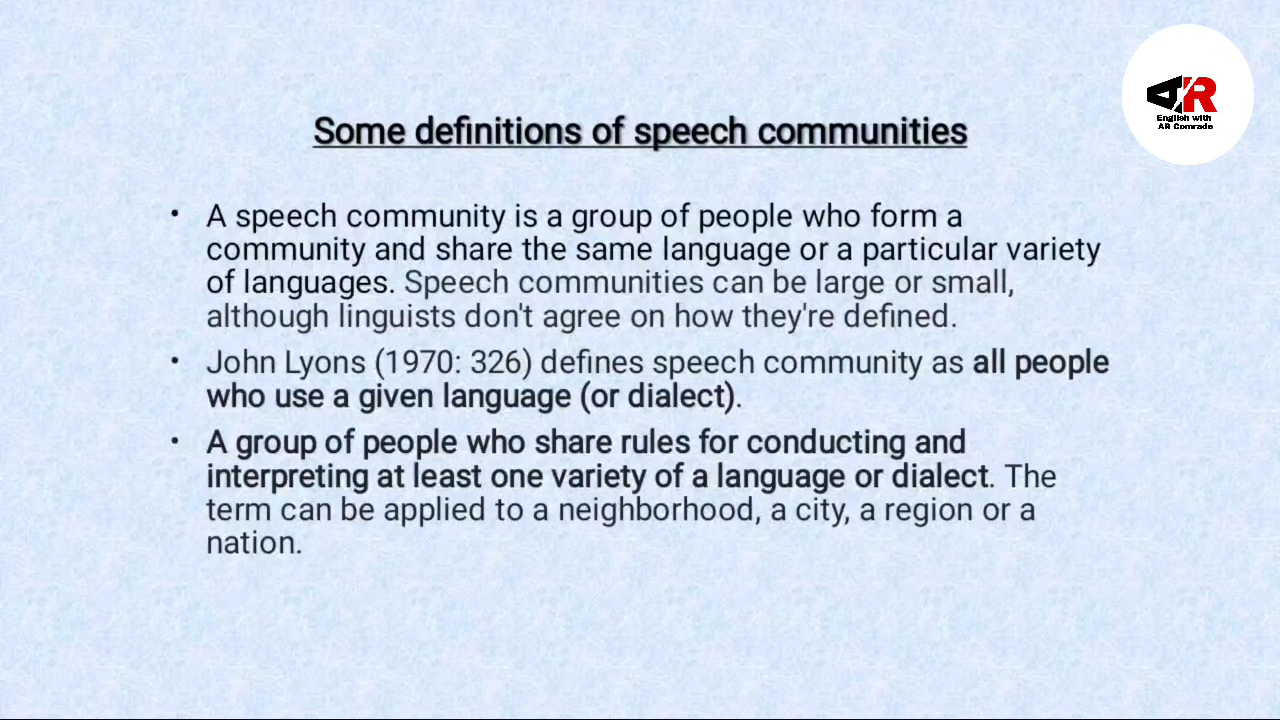 AR
English with
AR Comrade
Some definitions of speech communities
• A speech community is a group of people who form a
community and share the same language or a particular variety
of languages. Speech communities can be large or small,
although linguists don't agree on how they're defined.
• John Lyons (1970: 326) defines speech community as all people
who use a given language (or dialect).
• A group of people who share rules for conducting and
interpreting at least one variety of a language or dialect. The
term can be applied to a neighborhood, a city, a region or a
nation.